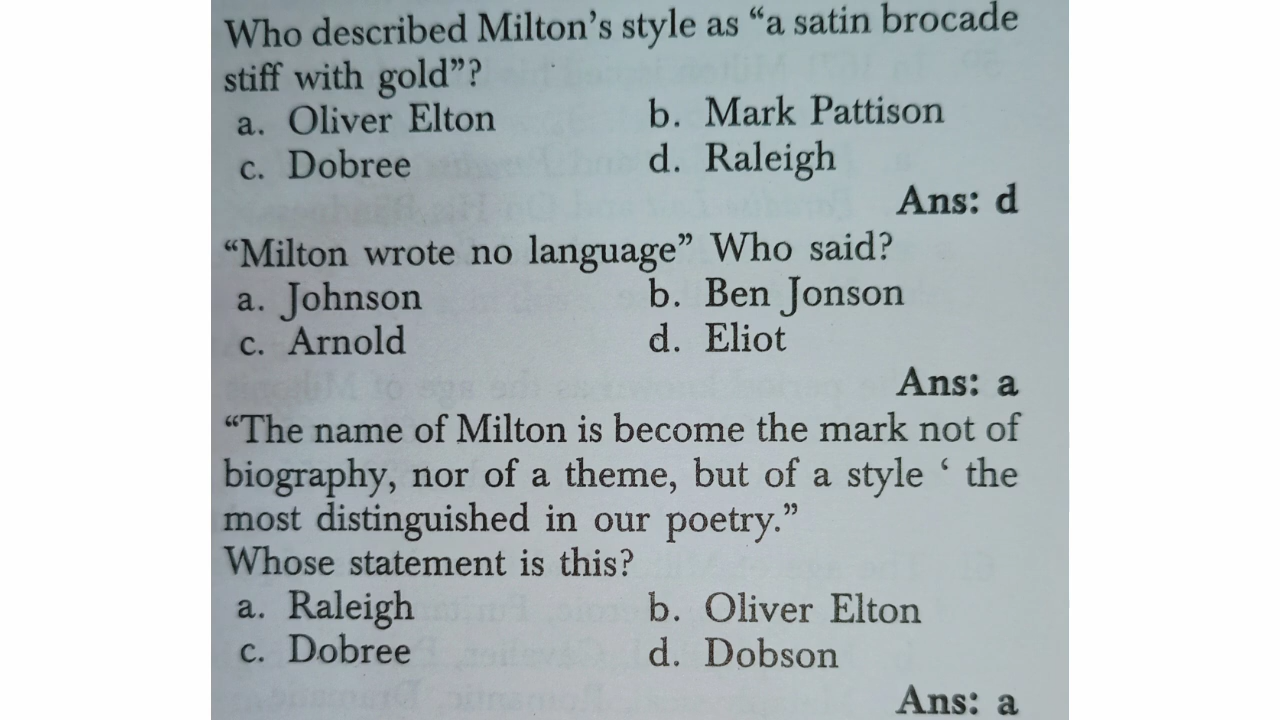 Who described Milton’s style as “a satin brocade
stiff with gold”?
a. Oliver Elton b. Mark Pattison
c. Dobree d. Raleigh
Ans: d
“Milton wrote no language” Who said?
a. Johnson b. Ben Jonson
c. Arnold d. Eliot
Ans: a
“The name of Milton is become the mark not of
biography, nor of a theme, but of a style ‘ the
most distinguished in our poetry.”
Whose statement is this?
a. Raleigh b. Oliver Elton
c. Dobree d. Dobson
Ans: a